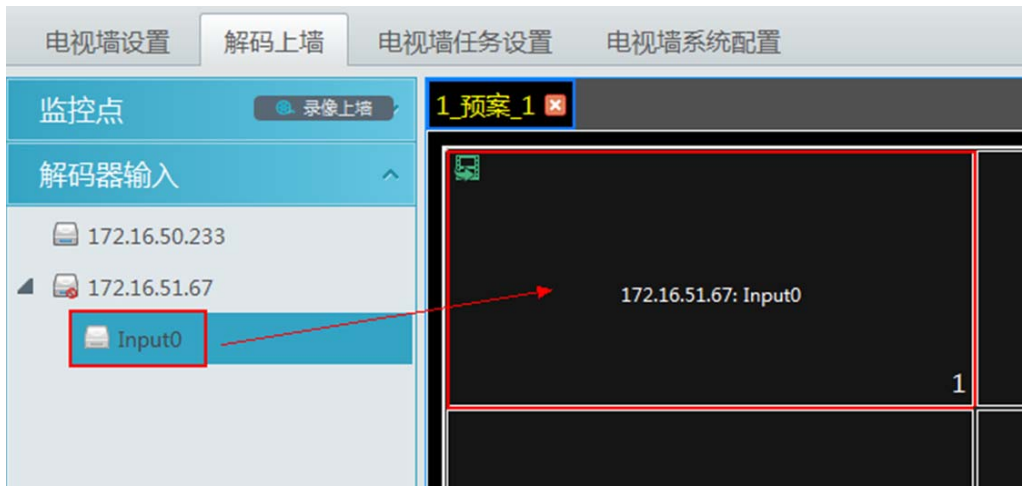 电视墙设置 解码上墙 电视墙任务设置 电视墙系统配置
监控点 录像上墙
1_预案_1
解码器输入
172.16.50.233
172.16.51.67
Input0
172.16.51.67: Input0
1